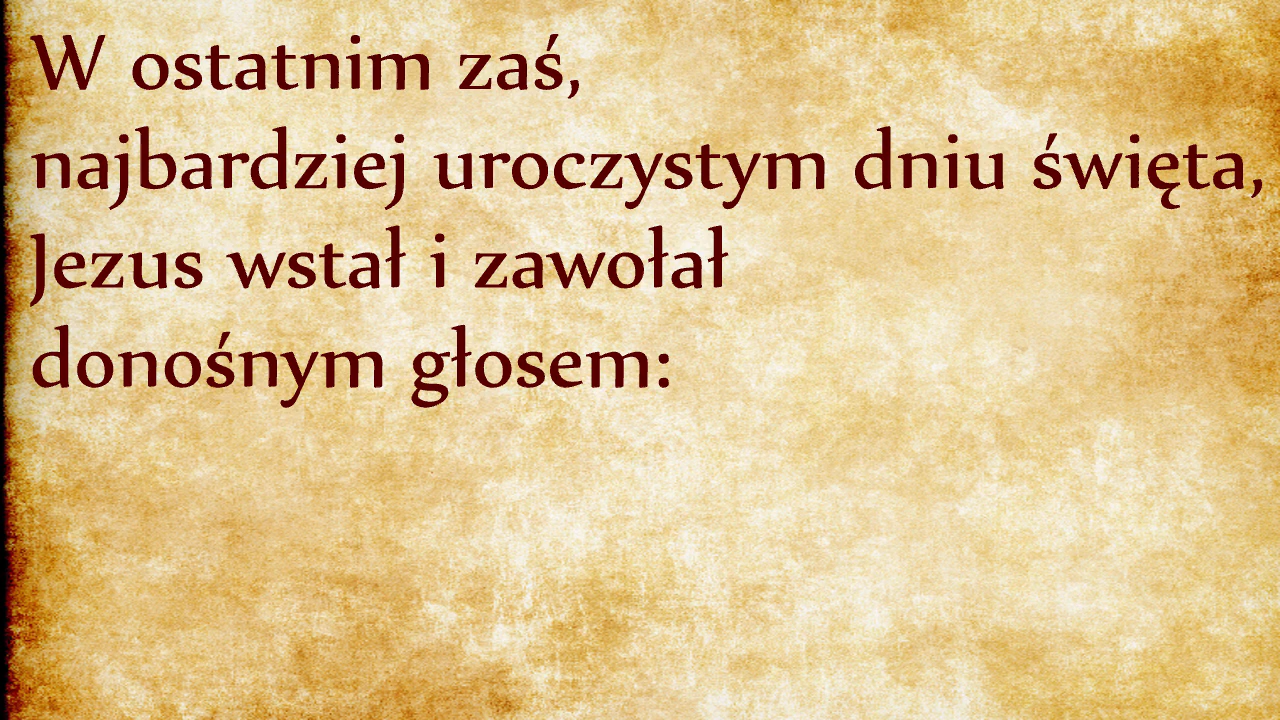 W ostatnim zaś,
najbardziej uroczystym dniu święta,
Jezus wstał i zawołał
donośnym głosem: